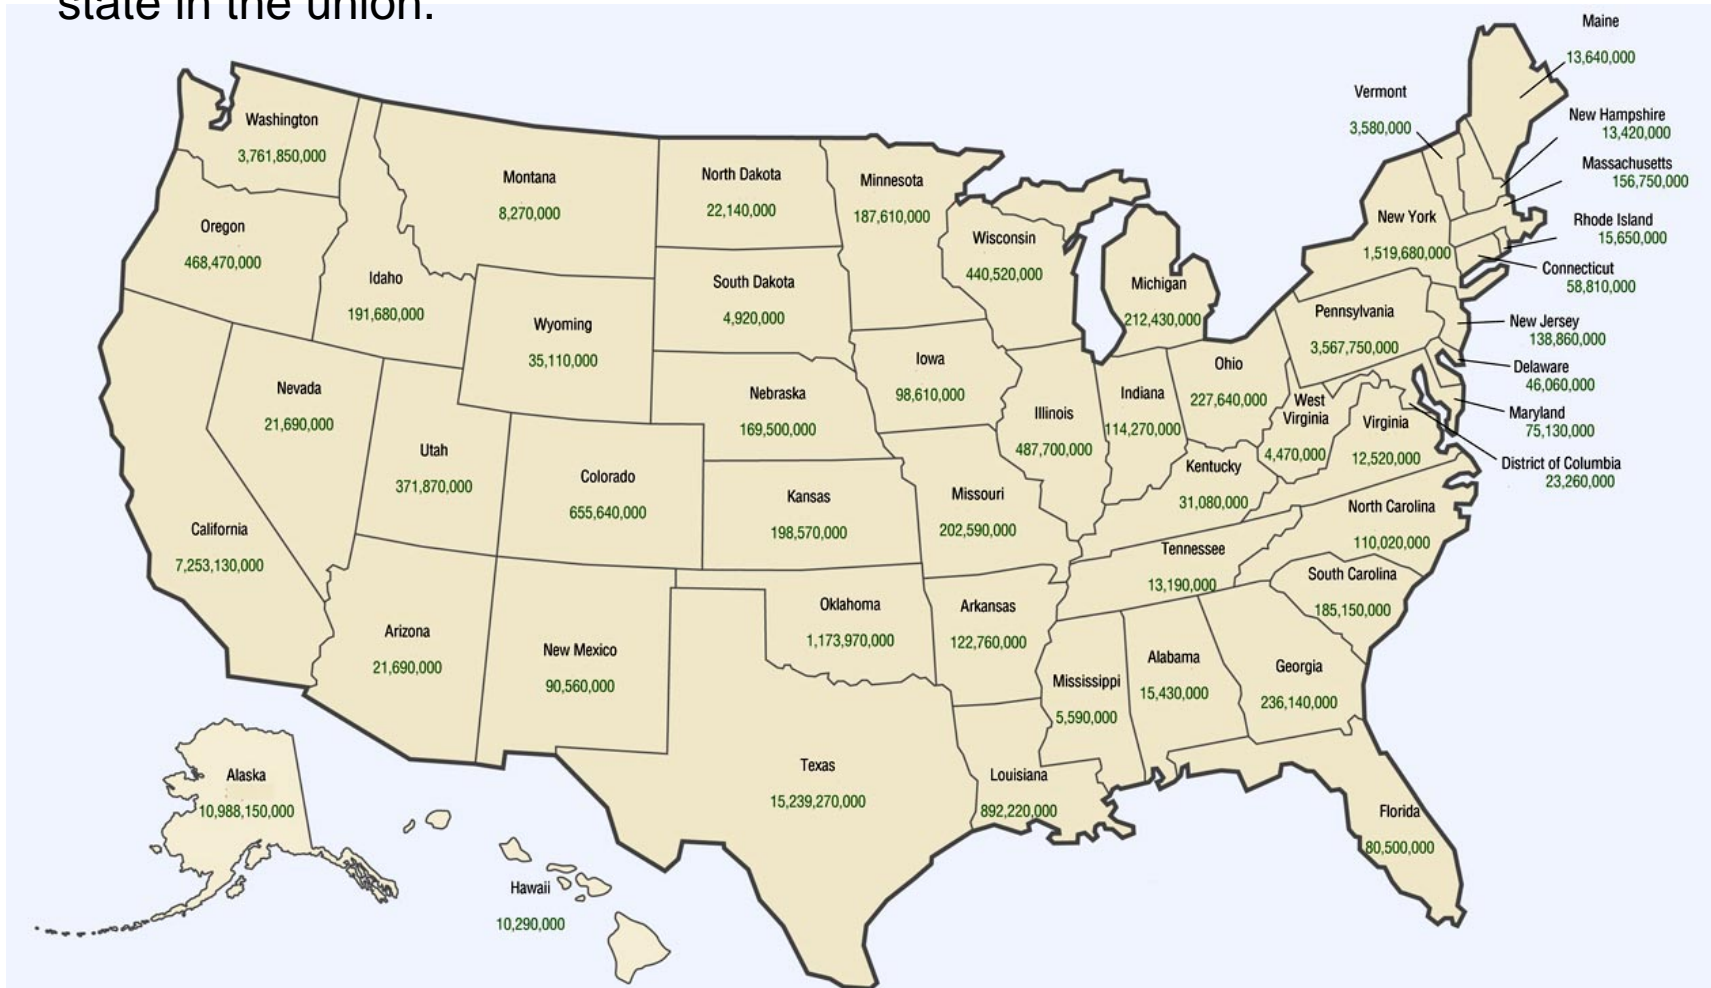 state in the union.
Maine
13,640,000
Vermont
3,580,000
New Hampshire
13,420,000
Massachusetts
156,750,000
Rhode Island
15,650,000
Connecticut
58,810,000
New Jersey
138,860,000
Delaware
46,060,000
Maryland
75,130,000
District of Columbia
23,260,000
Washington
3,761,850,000
Montana
8,270,000
North Dakota
22,140,000
Minnesota
187,610,000
Oregon
468,470,000
Idaho
191,680,000
Wyoming
35,110,000
South Dakota
4,920,000
Wisconsin
440,520,000
Michigan
212,430,000
New York
1,519,680,000
Pennsylvania
3,567,750,000
Nevada
21,690,000
Utah
371,870,000
Colorado
655,640,000
Nebraska
169,500,000
Iowa
98,610,000
Illinois
487,700,000
Indiana
114,270,000
Ohio
227,640,000
West
Virginia
4,470,000
Virginia
12,520,000
California
7,253,130,000
Kansas
198,570,000
Missouri
202,590,000
Kentucky
31,080,000
North Carolina
110,020,000
Tennessee
13,190,000
South Carolina
185,150,000
Arizona
21,690,000
New Mexico
90,560,000
Oklahoma
1,173,970,000
Arkansas
122,760,000
Mississippi
5,590,000
Alabama
15,430,000
Georgia
236,140,000
Alaska
10,988,150,000
Hawaii
10,290,000
Texas
15,239,270,000
Louisiana
892,220,000
Florida
80,500,000